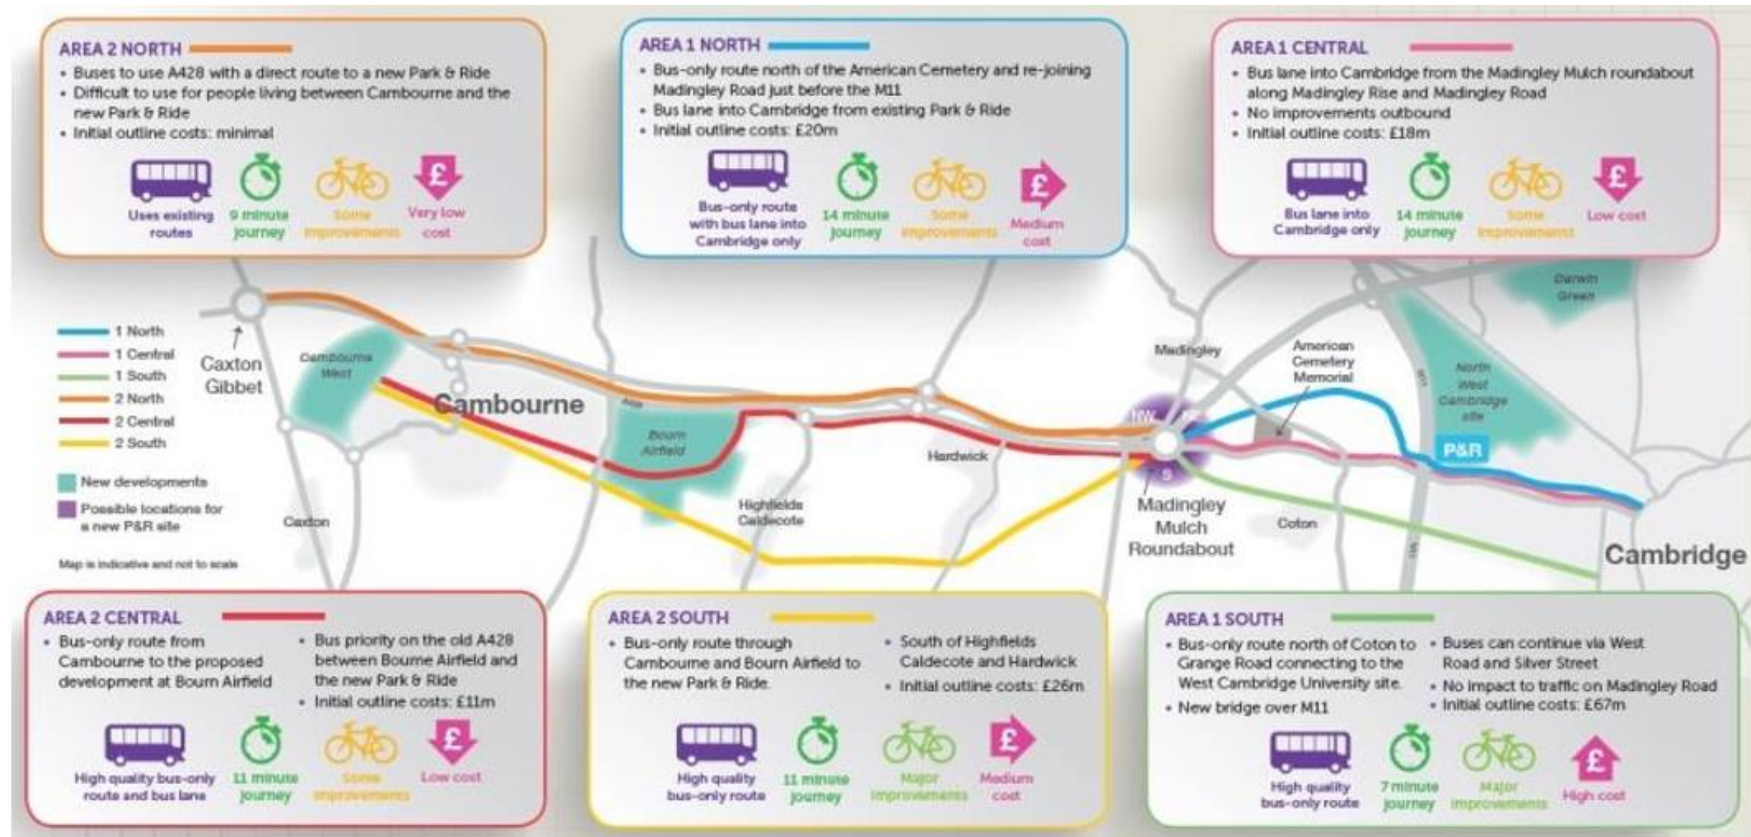 AREA 2 NORTH
• Buses to use A428 with a direct route to a new Park & Ride
• Difficult to use for people living between Cambourne and the
new Park & Ride
• Initial outline costs: minimal
Uses existing
routes
9 minute
journey
Some
improvements
Very low
cost
AREA 1 NORTH
• Bus-only route north of the American Cemetery and re-joining
Madingley Road just before the M11
• Bus lane into Cambridge from existing Park & Ride
• Initial outline costs: £20m
Bus-only route
with bus lane into
Cambridge only
14 minute
journey
Some
improvements
Medium
cost
AREA 1 CENTRAL
• Bus lane into Cambridge from the Madingley Mulch roundabout
along Madingley Rise and Madingley Road
• No improvements outbound
• Initial outline costs: £18m
Bus lane into
Cambridge only
14 minute
journey
Some
improvements
Low cost
1 North
1 Central
1 South
2 North
2 Central
2 South
New developments
Possible locations for
a new P&R site
Map is indicative and not to scale
Caxton
Gibbet
Cambourne
West
Cambourne
Caxton
Bourn
Airfield
Highfields
Caldecote
Hardwick
Madingley
American
Cemetery
Memorial
NW
S
Madingley
Mulch
Roundabout
Coton
Darwin
Green
North
West
Cambridge
site
P&R
Cambridge
AREA 2 CENTRAL
• Bus-only route from
Cambourne to the proposed
development at Bourn Airfield
• Bus priority on the old A428
between Bourne Airfield and
the new Park & Ride
• Initial outline costs: £11m
High quality bus-only
route and bus lane
11 minute
journey
Some
improvements
Low cost
AREA 2 SOUTH
• Bus-only route through
Cambourne and Bourn Airfield to
the new Park & Ride.
• South of Highfields
Caldecote and Hardwick
• Initial outline costs: £26m
High quality
bus-only route
11 minute
journey
Major
improvements
Medium
cost
AREA 1 SOUTH
• Bus-only route north of Coton to
Grange Road connecting to the
West Cambridge University site.
• New bridge over M11
• Buses can continue via West
Road and Silver Street
• No impact to traffic on Madingley Road
• Initial outline costs: £67m
High quality
bus-only route
7 minute
journey
Major
improvements
High cost